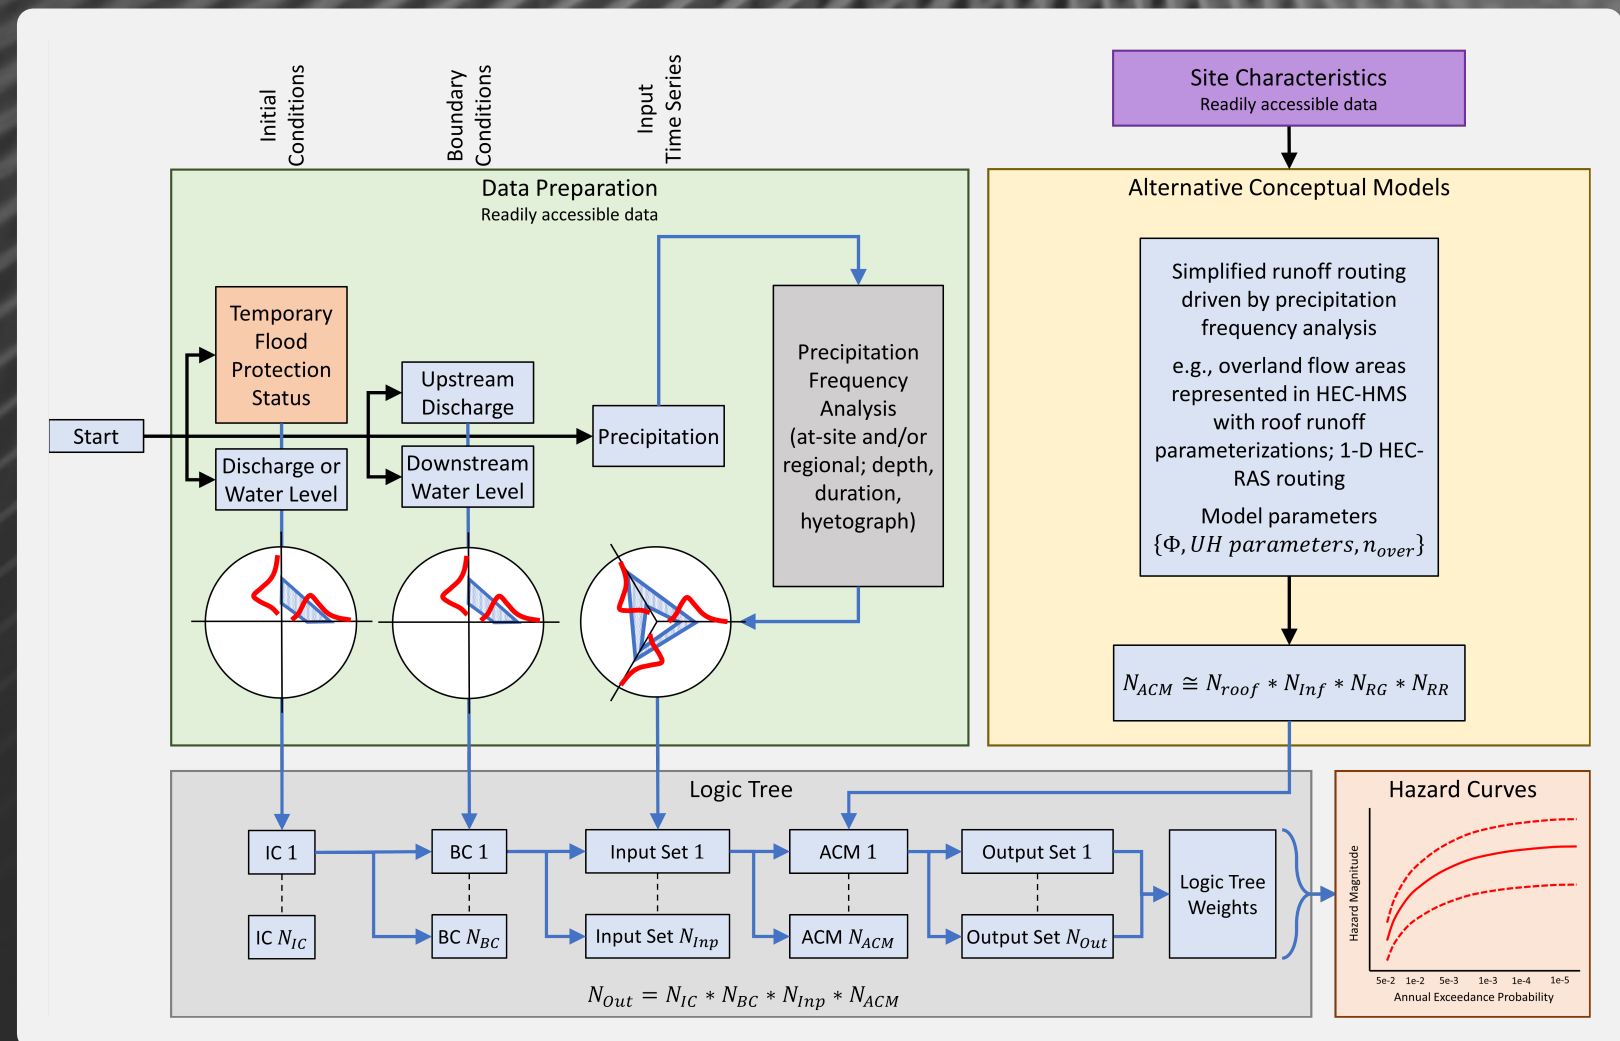 Initial
Conditions
Boundary
Conditions
Input
Time Series
Site Characteristics
Readily accessible data
Data Preparation
Readily accessible data
Alternative Conceptual Models
Start
Temporary
Flood
Protection
Status
Discharge or
Water Level
Upstream
Discharge
Downstream
Water Level
Precipitation
Precipitation
Frequency
Analysis
(at-site and/or
regional; depth,
duration,
hyetograph)
Simplified runoff routing
driven by precipitation
frequency analysis
e.g., overland flow areas
represented in HEC-HMS
with roof runoff
parameterizations; 1-D HEC-
RAS routing
Model parameters
{Φ, UH parameters, n_over}
N_ACM ≅ N_roof * N_Inf * N_RG * N_RR
Logic Tree
IC 1
BC 1
Input Set 1
ACM 1
Output Set 1
IC N_IC
BC N_BC
Input Set N_Inp
ACM N_ACM
Output Set N_Out
Logic Tree
Weights
N_Out = N_IC * N_BC * N_Inp * N_ACM
Hazard Curves
Hazard Magnitude
5e-2 1e-2 5e-3 1e-3 1e-4 1e-5
Annual Exceedance Probability